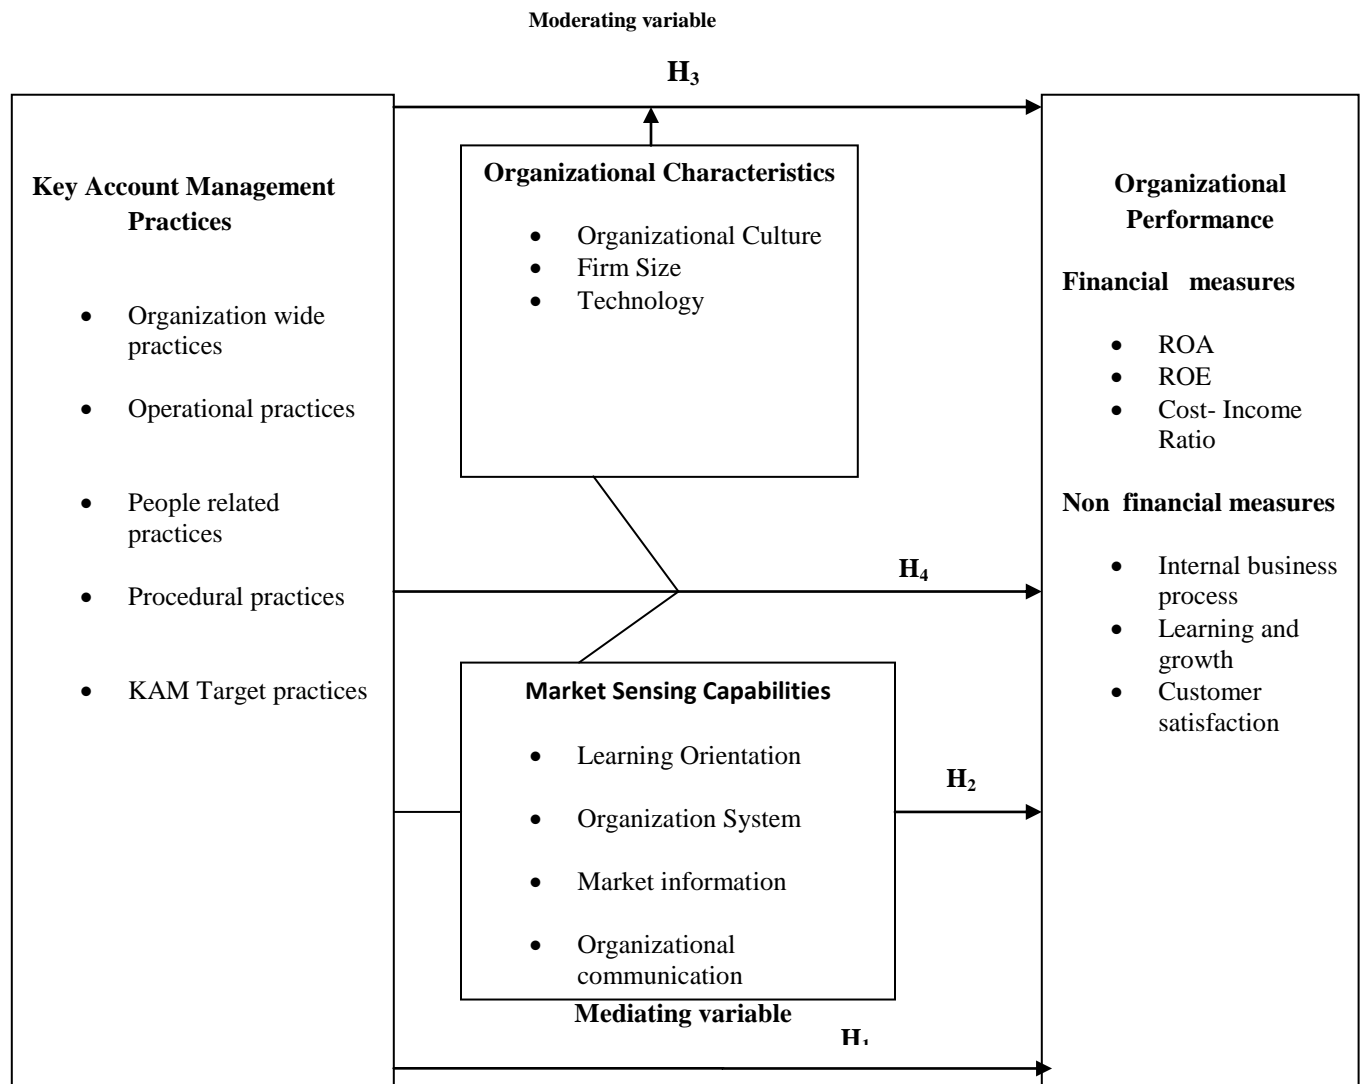 Moderating variable
H₃
Key Account Management
Practices
• Organization wide
practices
• Operational practices
• People related
practices
• Procedural practices
• KAM Target practices
Organizational Characteristics
• Organizational Culture
• Firm Size
• Technology
H₄
Market Sensing Capabilities
• Learning Orientation
• Organization System
• Market information
• Organizational
communication
Mediating variable
H₂
H₁
Organizational
Performance
Financial measures
• ROA
• ROE
• Cost- Income
Ratio
Non financial measures
• Internal business
process
• Learning and
growth
• Customer
satisfaction